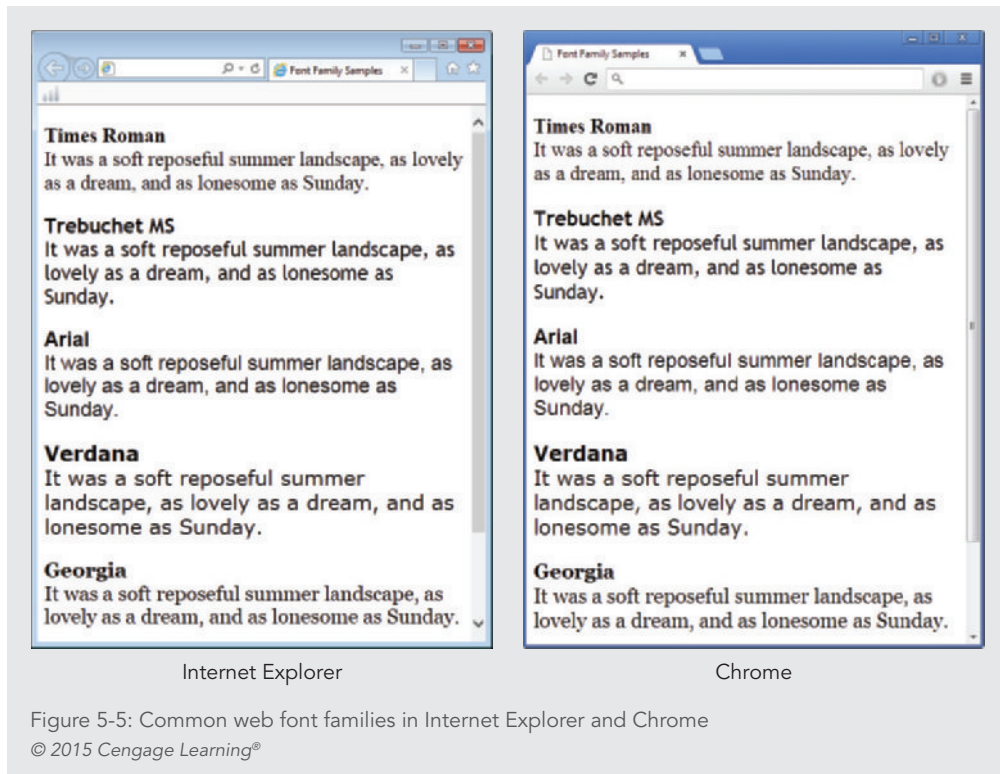 Font Family Samples
Times Roman
It was a soft reposeful summer landscape, as lovely
as a dream, and as lonesome as Sunday.
Trebuchet MS
It was a soft reposeful summer landscape, as
lovely as a dream, and as lonesome as
Sunday.
Arial
It was a soft reposeful summer landscape, as
lovely as a dream, and as lonesome as
Sunday.
Verdana
It was a soft reposeful summer
landscape, as lovely as a dream, and as
lonesome as Sunday.
Georgia
It was a soft reposeful summer landscape, as
lovely as a dream, and as lonesome as Sunday.
Internet Explorer
Font Family Samples
Times Roman
It was a soft reposeful summer landscape, as lovely
as a dream, and as lonesome as Sunday.
Trebuchet MS
It was a soft reposeful summer landscape, as
lovely as a dream, and as lonesome as
Sunday.
Arial
It was a soft reposeful summer landscape, as
lovely as a dream, and as lonesome as
Sunday.
Verdana
It was a soft reposeful summer
landscape, as lovely as a dream, and as
lonesome as Sunday.
Georgia
It was a soft reposeful summer landscape, as
lovely as a dream, and as lonesome as Sunday.
Chrome
Figure 5-5: Common web font families in Internet Explorer and Chrome
© 2015 Cengage Learning®